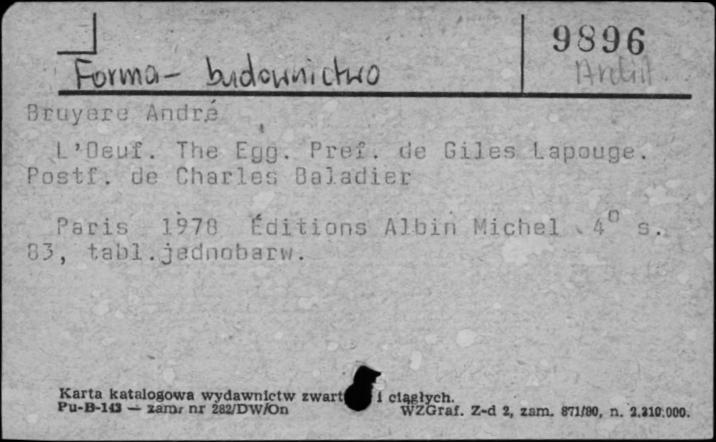 9896
Forma - budownictwo
Archit.
Bruyere André
L'Oeuf. The Egg. Pref. de Giles Lapouge.
Postf. de Charles Baladier
Paris 1978 Éditions Albin Michel 4° s.
83, tabl.jednobarw.
Karta katalogowa wydawnictw zwart i ciągłych.
Pu-B-143 — zam. nr 282/DW/On WZGraf. Z-d 2, zam. 871/80, n. 2.210.000.